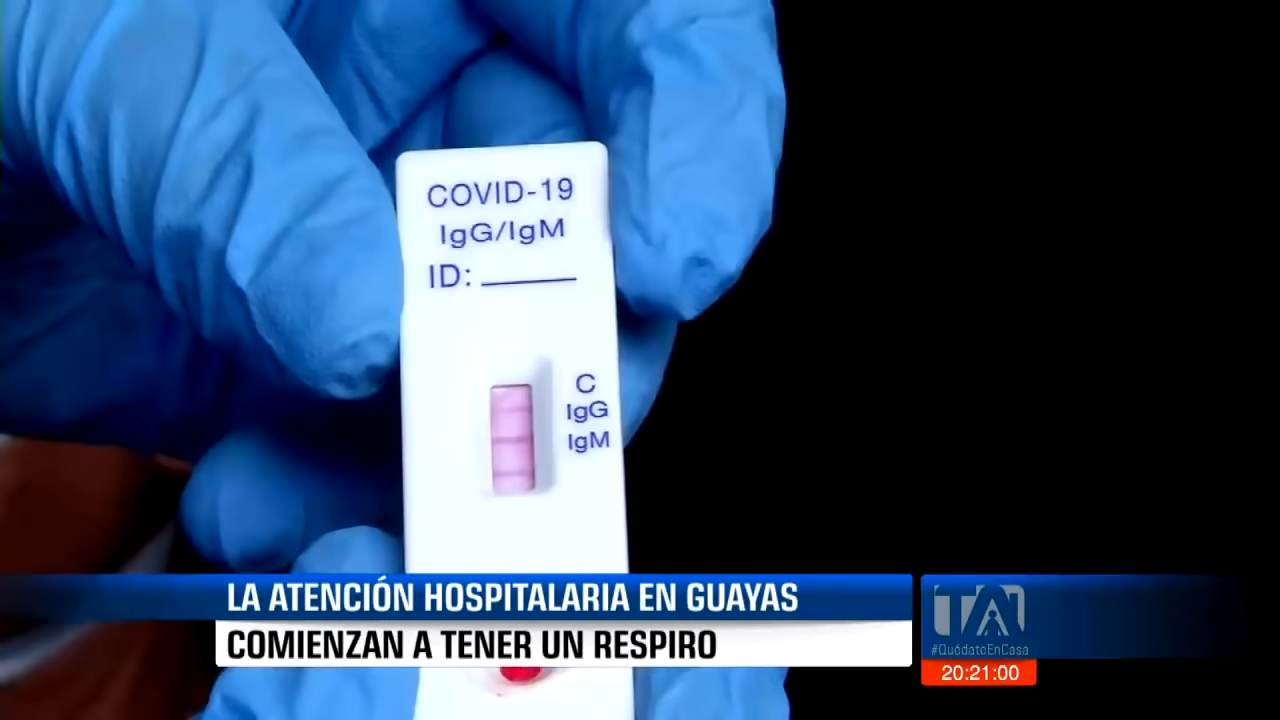 COVID-19
IgG/IgM
ID:
C
IgG
IgM
LA ATENCIÓN HOSPITALARIA EN GUAYAS
COMIENZAN A TENER UN RESPIRO
TA
#QuédateEnCasa
20:21:00